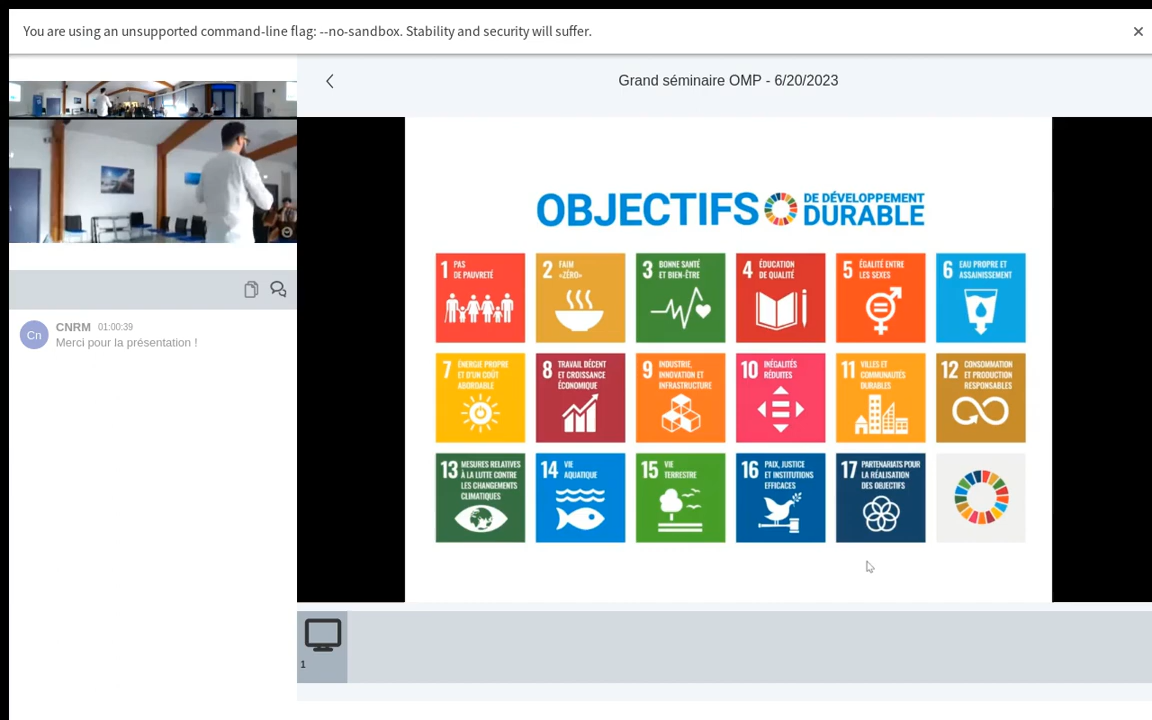 You are using an unsupported command-line flag: --no-sandbox. Stability and security will suffer.
Grand séminaire OMP - 6/20/2023
Cn
CNRM 01:00:39
Merci pour la présentation !
OBJECTIFS
DE DÉVELOPPEMENT
DURABLE
1 PAS
DE PAUVRETÉ
2 FAIM
«ZÉRO»
3 BONNE SANTÉ
ET BIEN-ÊTRE
4 ÉDUCATION
DE QUALITÉ
5 ÉGALITÉ ENTRE
LES SEXES
6 EAU PROPRE ET
ASSAINISSEMENT
7 ÉNERGIE PROPRE
ET D'UN COÛT
ABORDABLE
8 TRAVAIL DÉCENT
ET CROISSANCE
ÉCONOMIQUE
9 INDUSTRIE,
INNOVATION ET
INFRASTRUCTURE
10 INÉGALITÉS
RÉDUITES
11 VILLES ET
COMMUNAUTÉS
DURABLES
12 CONSOMMATION
ET PRODUCTION
RESPONSABLES
13 MESURES RELATIVES
À LA LUTTE CONTRE
LES CHANGEMENTS
CLIMATIQUES
14 VIE
AQUATIQUE
15 VIE
TERRESTRE
16 PAIX, JUSTICE
ET INSTITUTIONS
EFFICACES
17 PARTENARIATS POUR
LA RÉALISATION
DES OBJECTIFS
1